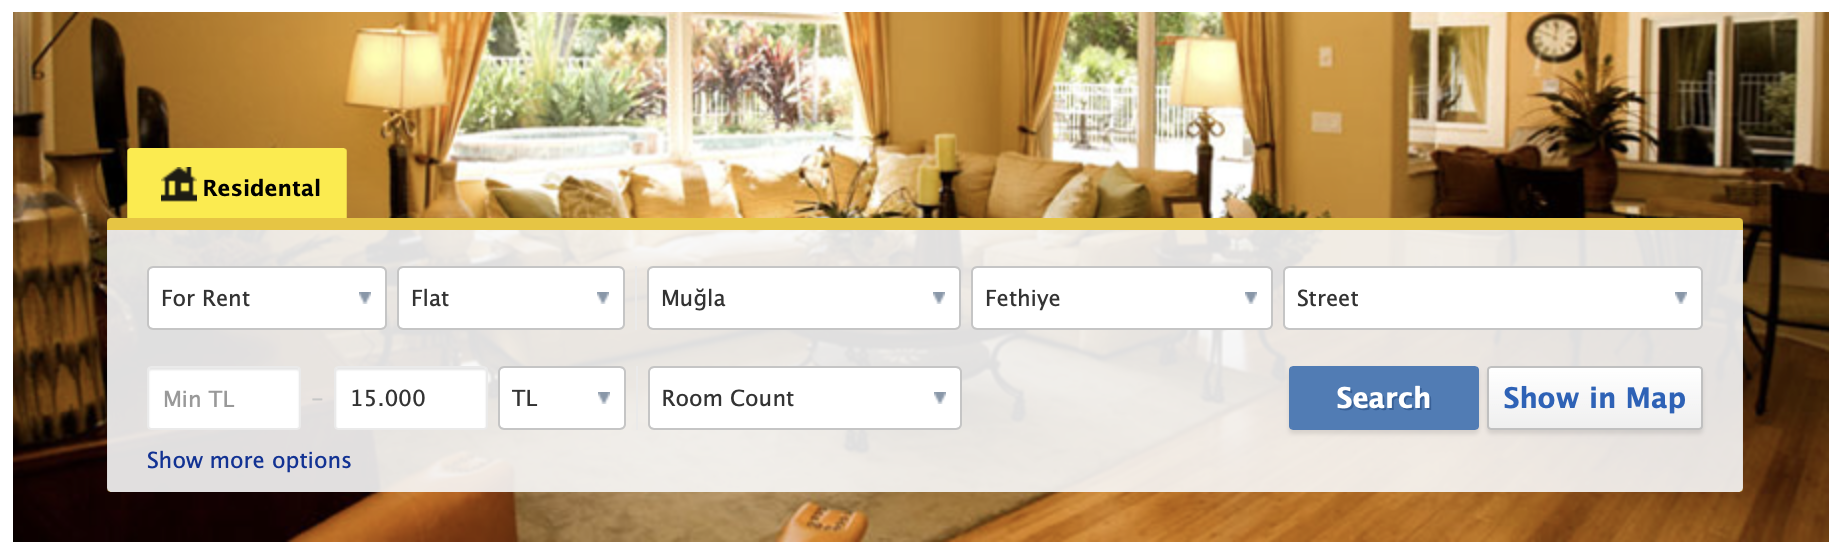 Residental
For Rent Flat Muğla Fethiye Street
Min TL – 15.000 TL Room Count Search Show in Map
Show more options